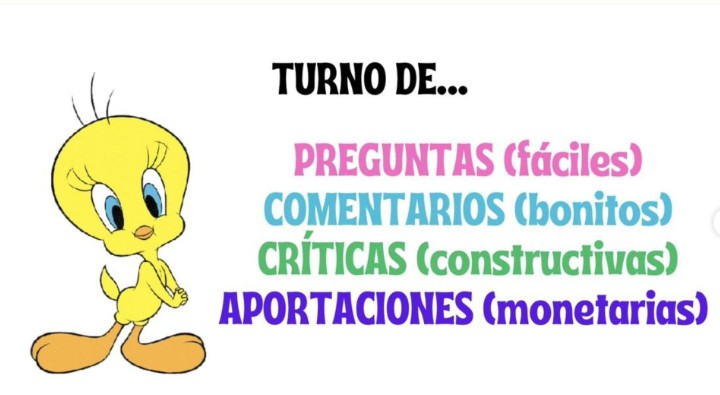 TURNO DE...
PREGUNTAS (fáciles)
COMENTARIOS (bonitos)
CRÍTICAS (constructivas)
APORTACIONES (monetarias)